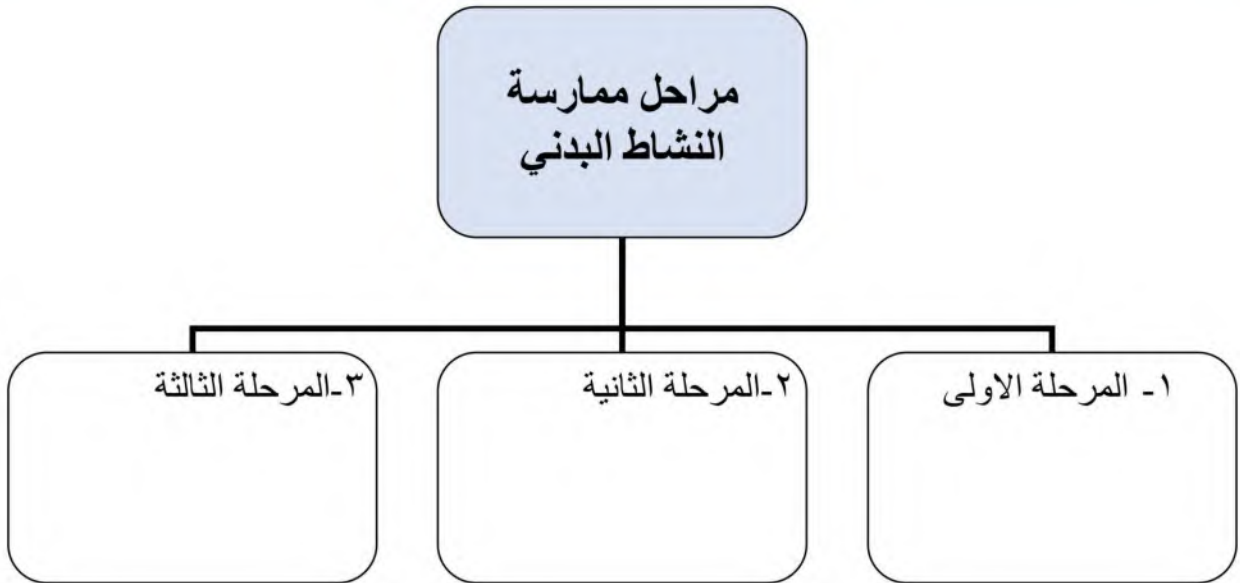 مراحل ممارسة
النشاط البدني
١- المرحلة الاولى
٢-المرحلة الثانية
٣-المرحلة الثالثة